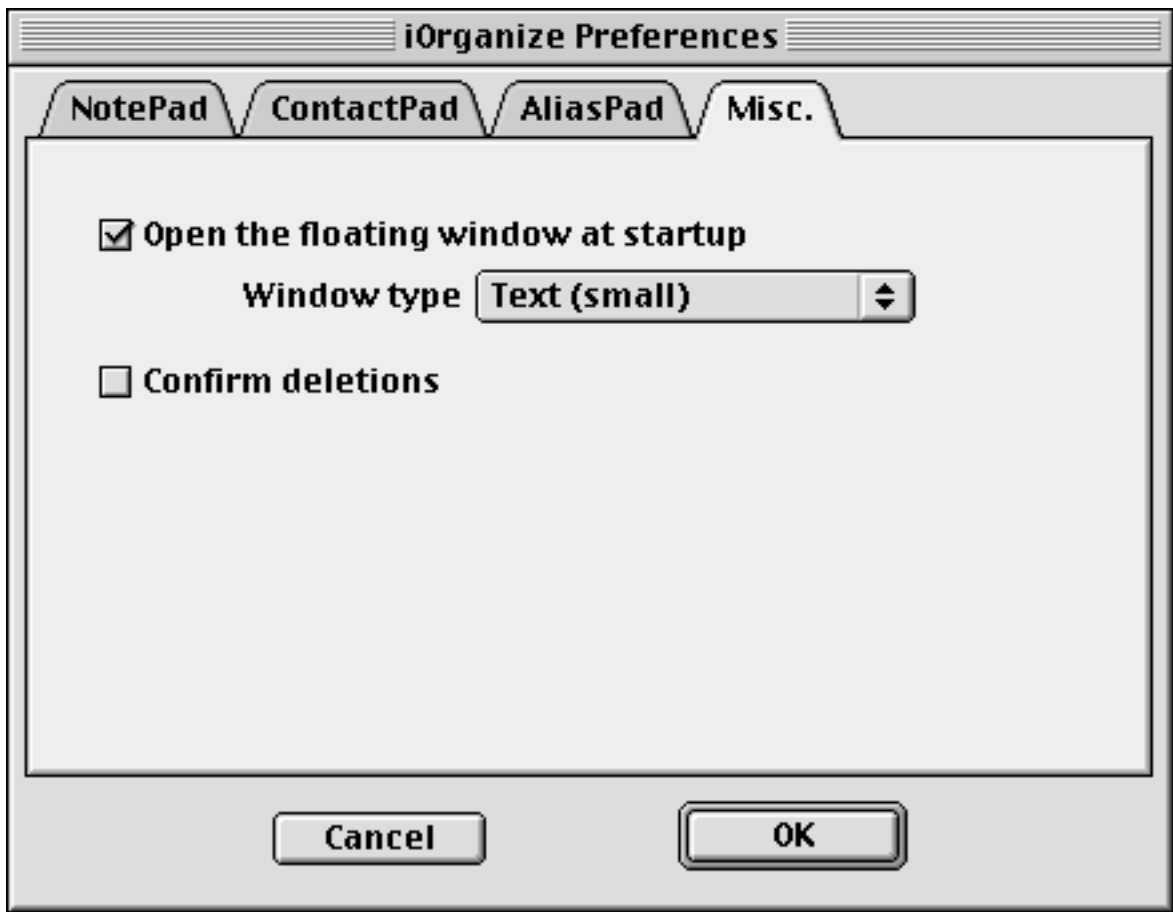 iOrganize Preferences
NotePad ContactPad AliasPad Misc.
Open the floating window at startup
Window type Text (small)
Confirm deletions
Cancel OK